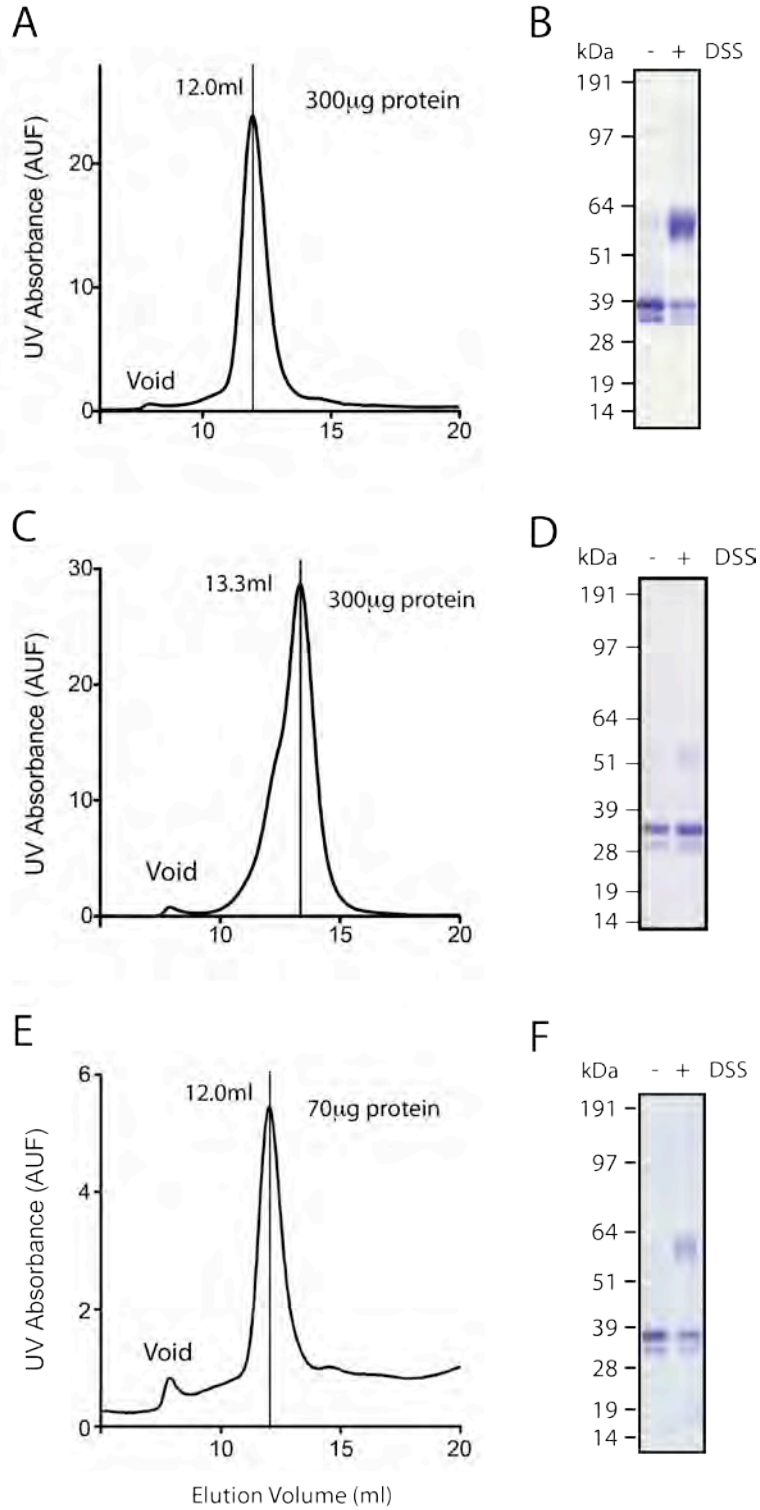 A
12.0ml
300µg protein
UV Absorbance (AUF)
20
10
0
Void
10
15
20
B
kDa - + DSS
191
97
64
51
39
28
19
14
C
13.3ml
300µg protein
UV Absorbance (AUF)
30
20
10
0
Void
10
15
20
D
kDa - + DSS
191
97
64
51
39
28
19
14
E
12.0ml
70µg protein
UV Absorbance (AUF)
6
4
2
0
Void
10
15
20
Elution Volume (ml)
F
kDa - + DSS
191
97
64
51
39
28
19
14